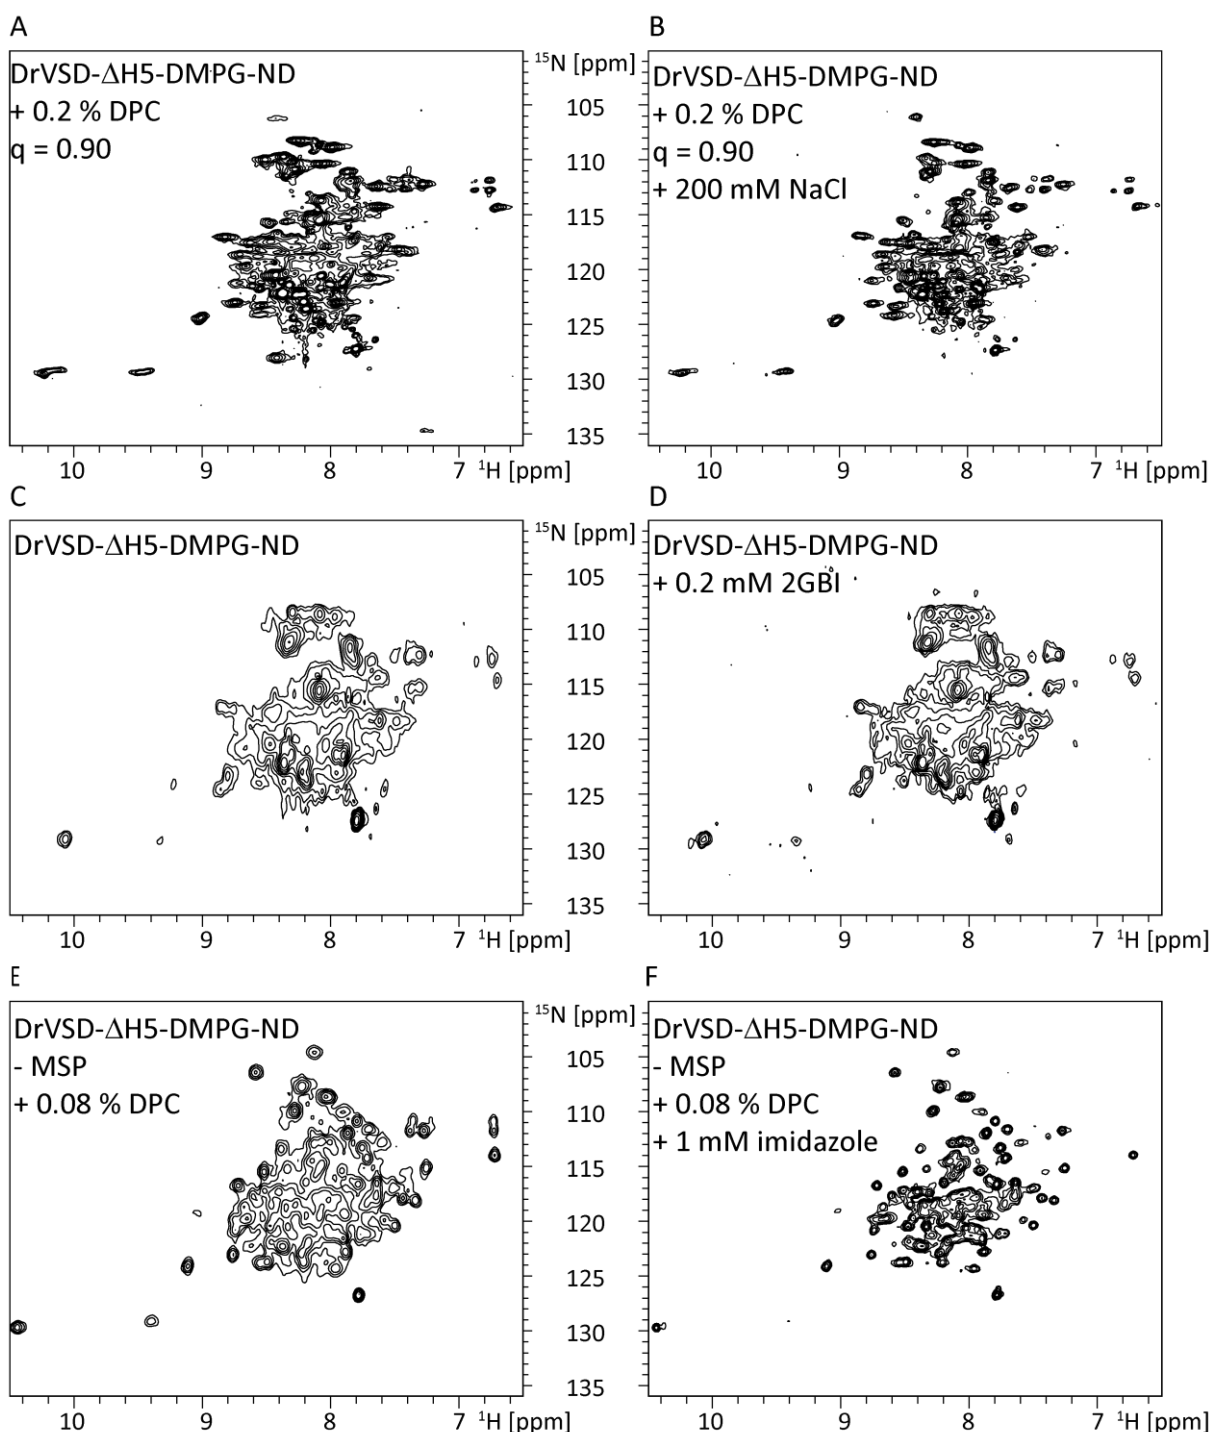 A
DrVSD-ΔH5-DMPG-ND
+ 0.2 % DPC
q = 0.90
¹⁵N [ppm]
105
110
115
120
125
130
135
10 9 8 7 ¹H [ppm]
B
DrVSD-ΔH5-DMPG-ND
+ 0.2 % DPC
q = 0.90
+ 200 mM NaCl
10 9 8 7 ¹H [ppm]
C
DrVSD-ΔH5-DMPG-ND
¹⁵N [ppm]
105
110
115
120
125
130
135
10 9 8 7 ¹H [ppm]
D
DrVSD-ΔH5-DMPG-ND
+ 0.2 mM 2GBI
10 9 8 7 ¹H [ppm]
E
DrVSD-ΔH5-DMPG-ND
- MSP
+ 0.08 % DPC
¹⁵N [ppm]
105
110
115
120
125
130
135
10 9 8 7 ¹H [ppm]
F
DrVSD-ΔH5-DMPG-ND
- MSP
+ 0.08 % DPC
+ 1 mM imidazole
10 9 8 7 ¹H [ppm]